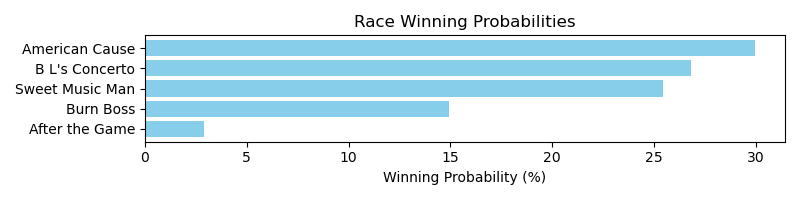 Race Winning Probabilities
American Cause
B L's Concerto
Sweet Music Man
Burn Boss
After the Game
0 5 10 15 20 25 30
Winning Probability (%)